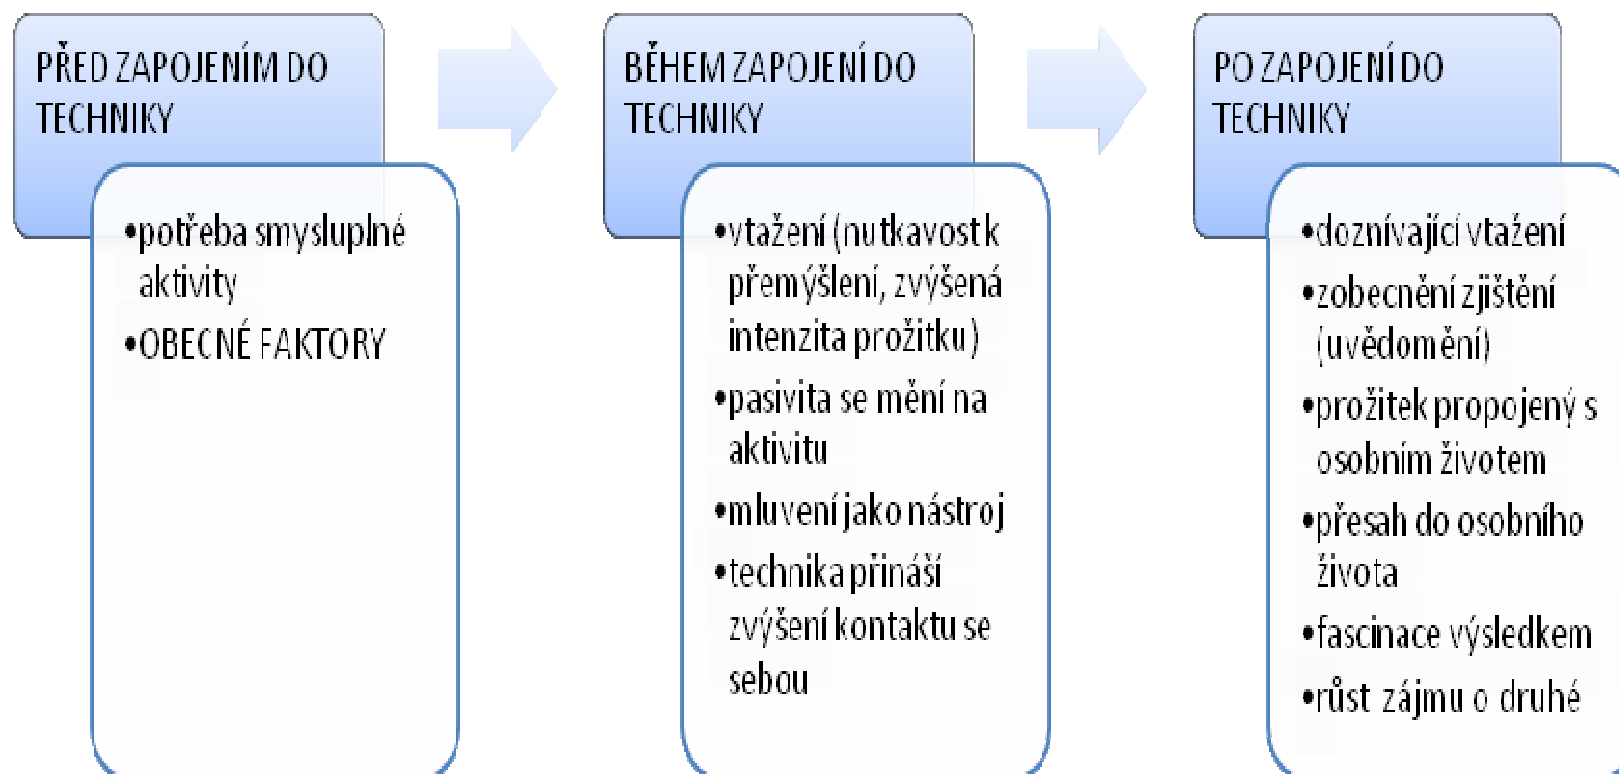 PŘED ZAPOJENÍM DO
TECHNIKY
•potřeba smysluplné
aktivity
•OBECNÉ FAKTORY
BĚHEM ZAPOJENÍ DO
TECHNIKY
•vtažení (nutkavost k
přemýšlení, zvýšená
intenzita prožitku)
•pasivita se mění na
aktivitu
•mluvení jako nástroj
•technika přináší
zvýšení kontaktu se
sebou
PO ZAPOJENÍ DO
TECHNIKY
•doznívající vtažení
•zobecnění zjištění
(uvědomění)
•prožitek propojený s
osobním životem
•přesah do osobního
života
•fascinace výsledkem
•růst zájmu o druhé